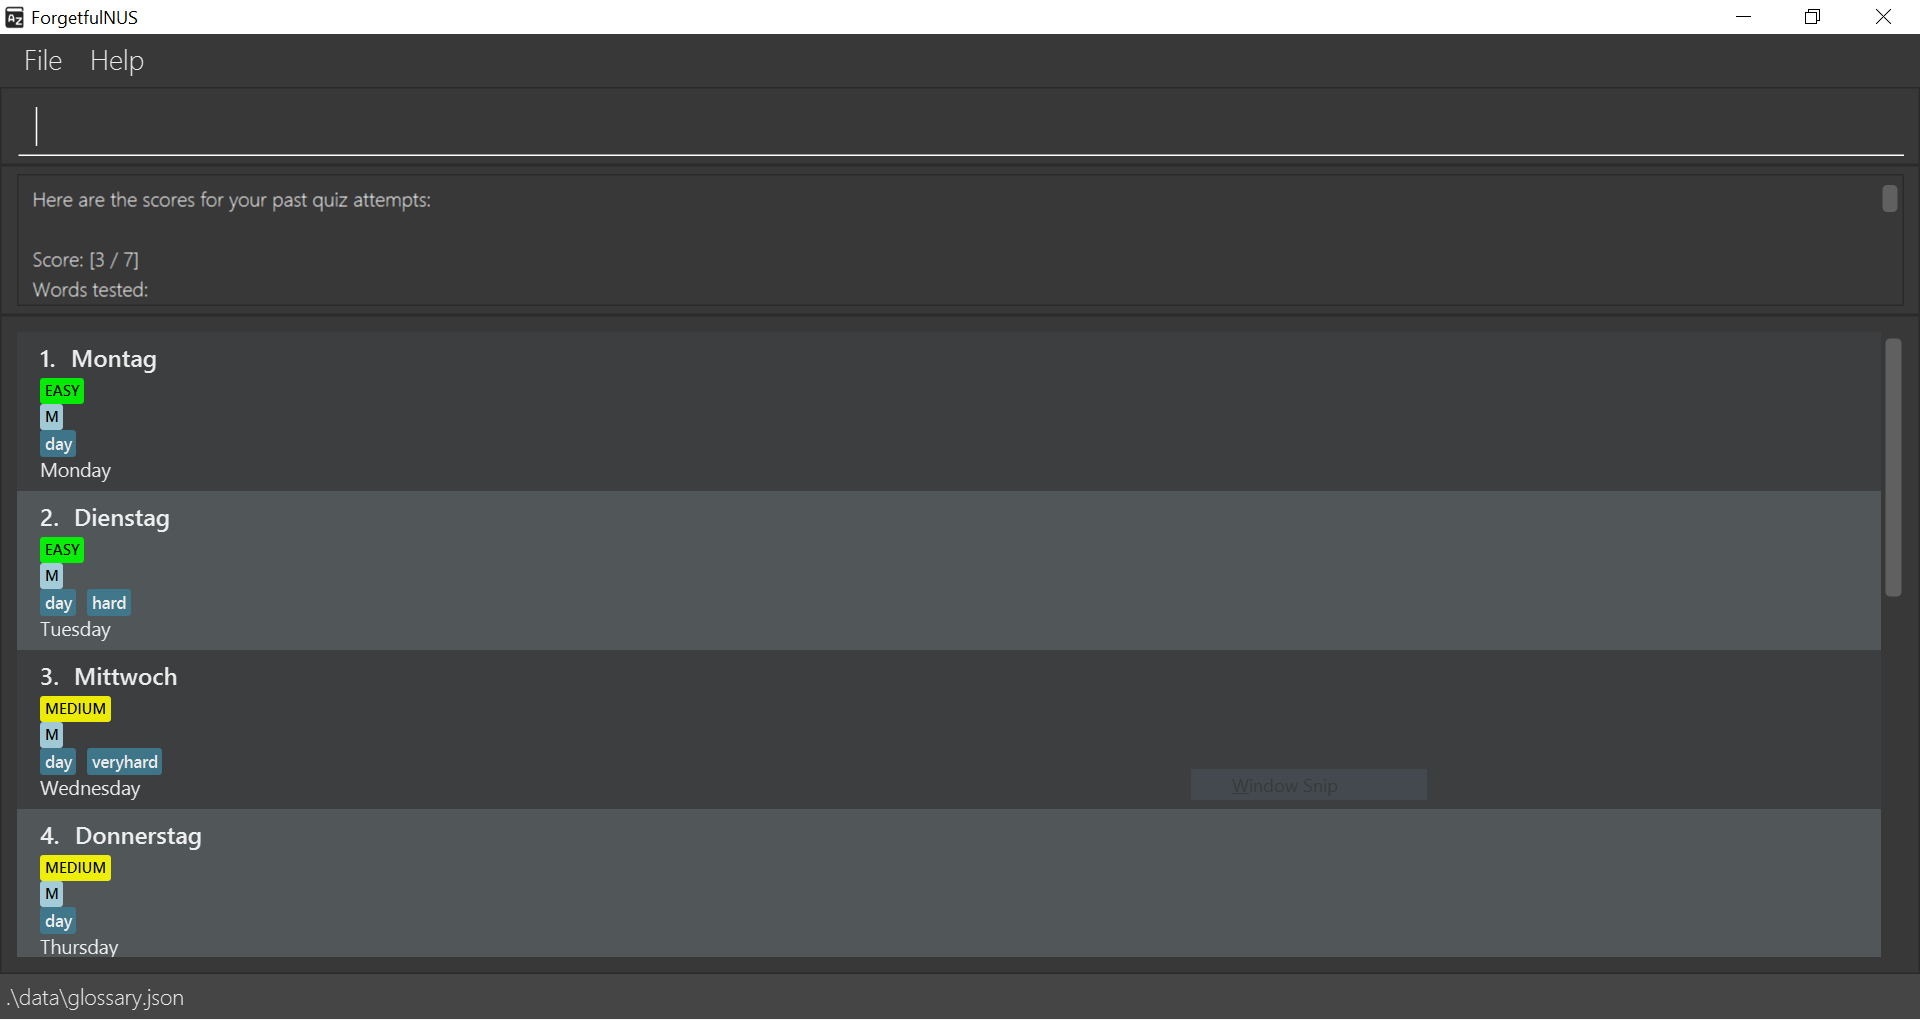 ForgetfulNUS
File Help
Here are the scores for your past quiz attempts:
Score: [3 / 7]
Words tested:
1. Montag
EASY
M
day
Monday
2. Dienstag
EASY
M
day hard
Tuesday
3. Mittwoch
MEDIUM
M
day veryhard
Wednesday
Window Snip
4. Donnerstag
MEDIUM
M
day
Thursday
.\data\glossary.json